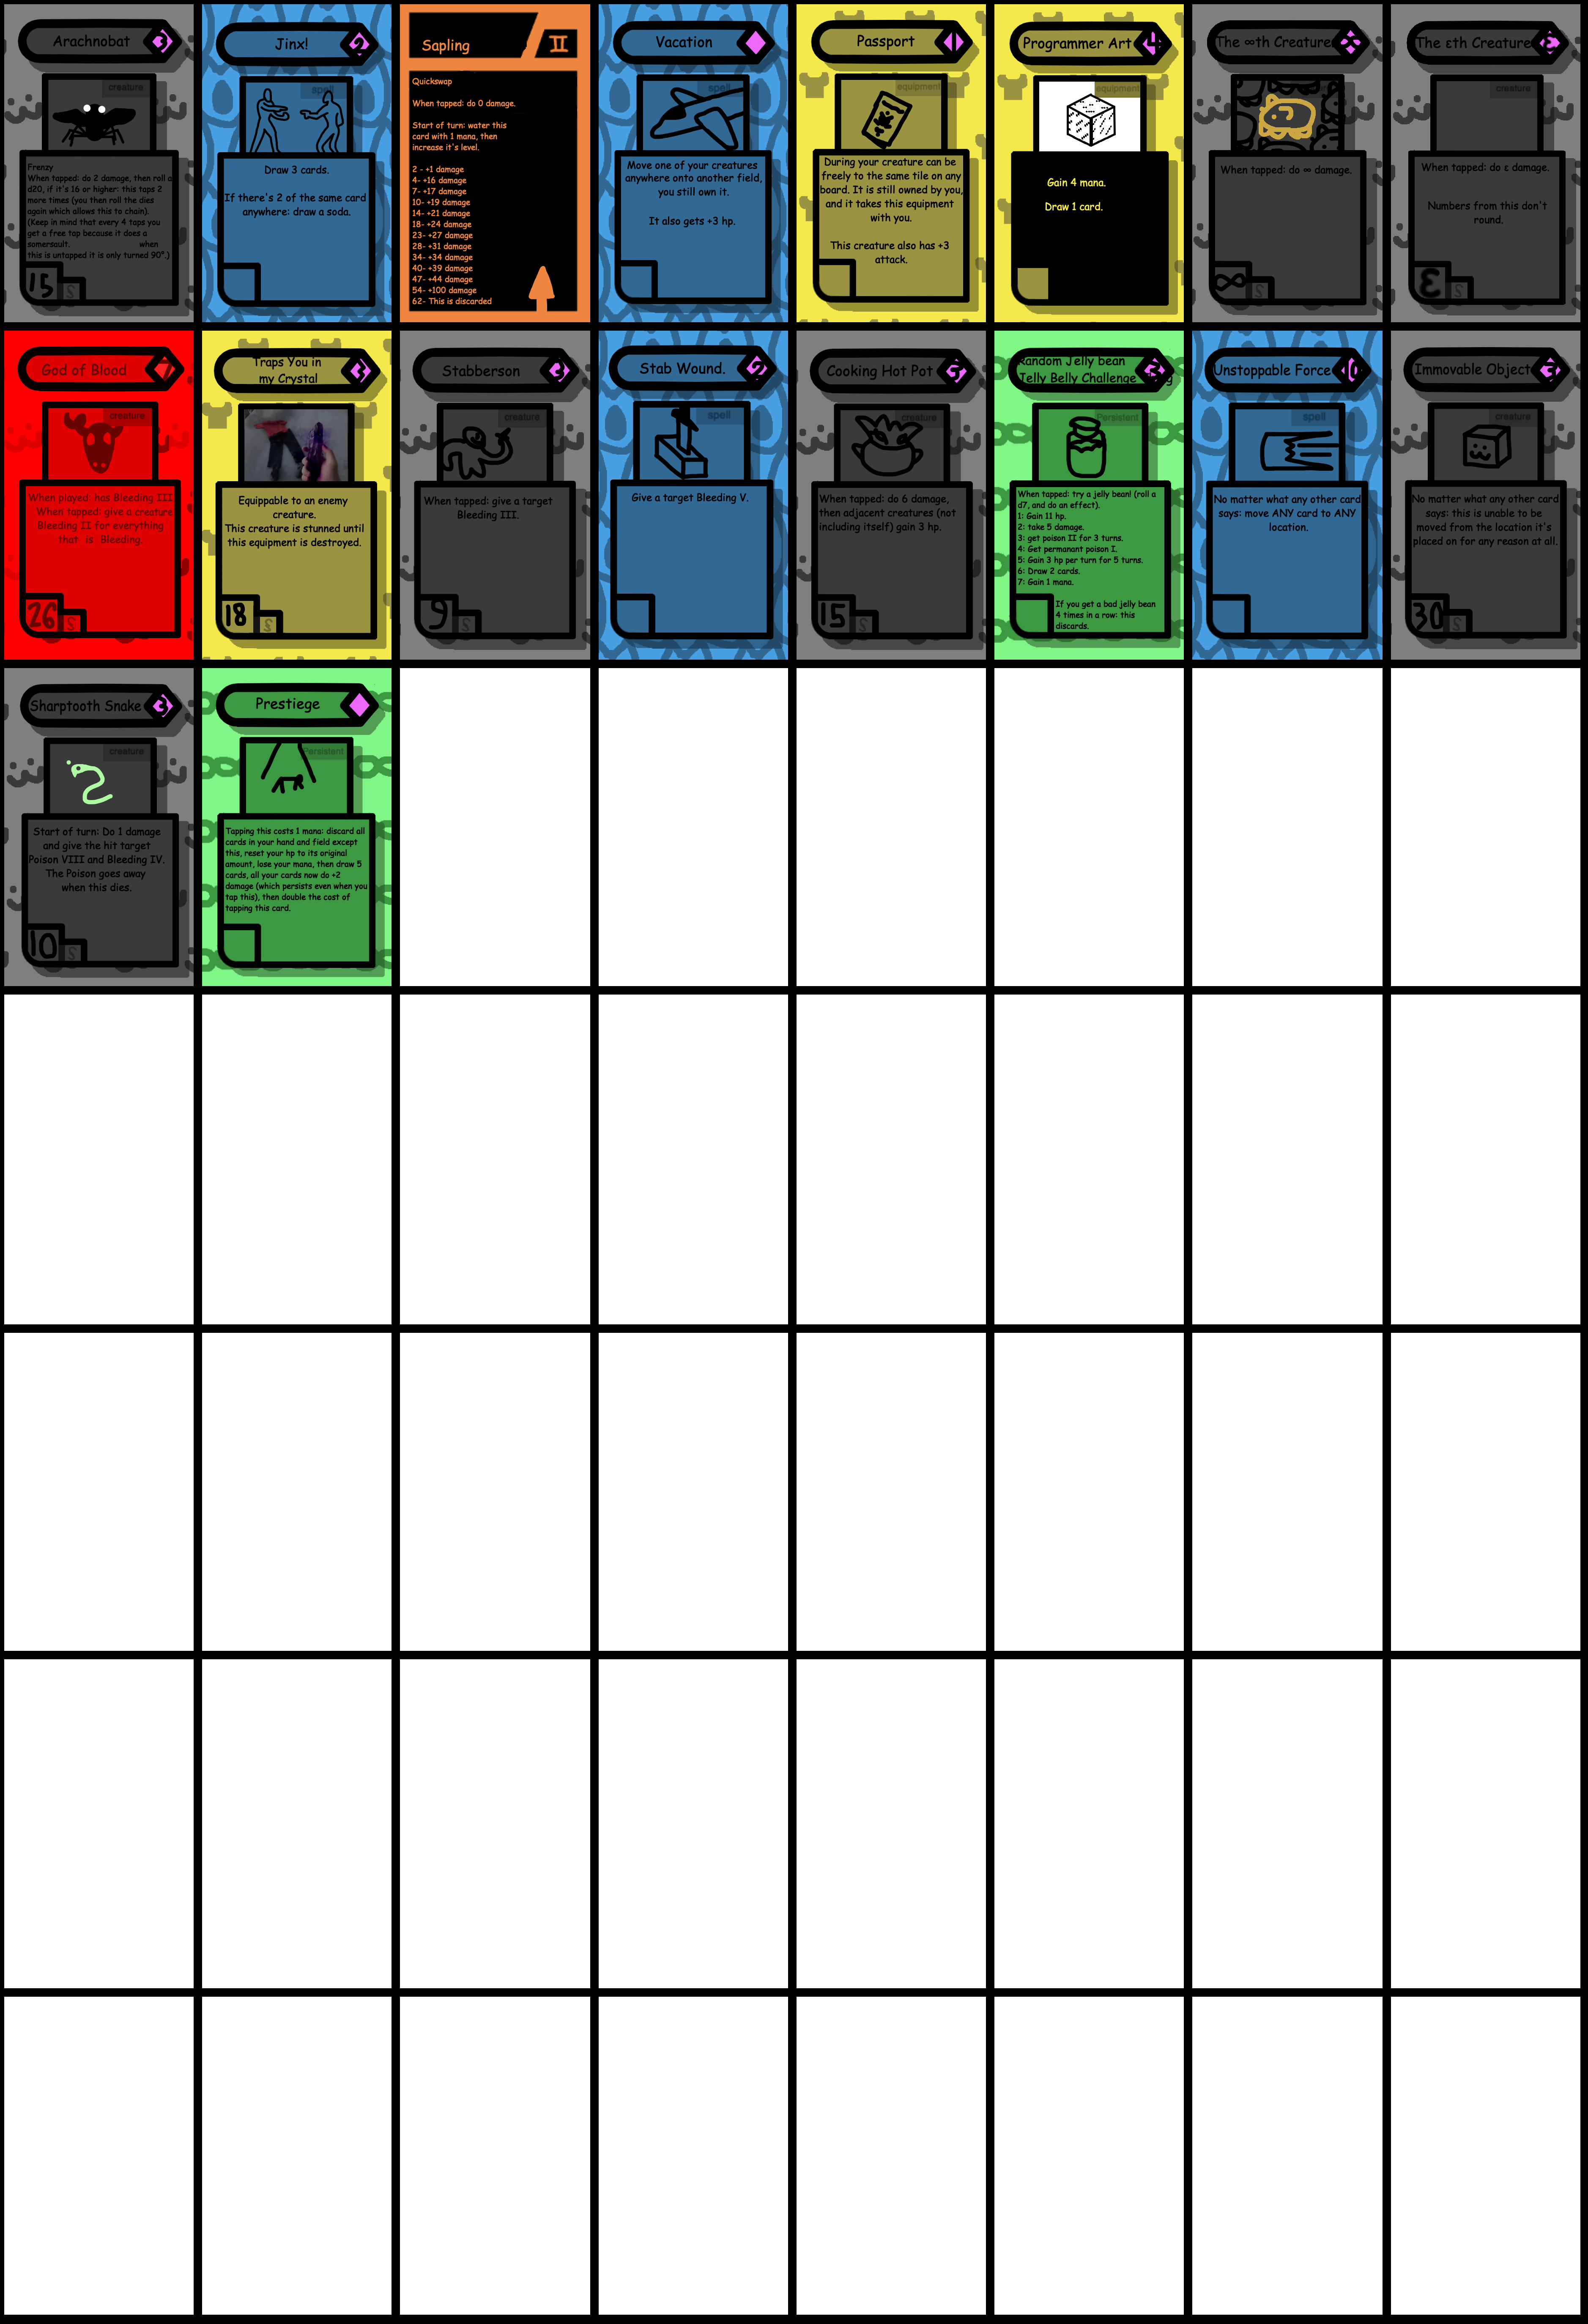 Arachnobat
3
creature
Frenzy
When tapped: do 2 damage, then roll a
d20, if it's 16 or higher: this taps 2
more times (you then roll the dies
again which allows this to chain).
(Keep in mind that every 4 taps you
get a free tap because it does a
somersault. when
this is untapped it is only turned 90°.)
15
S
Jinx!
2
spell
Draw 3 cards.
If there's 2 of the same card
anywhere: draw a soda.
Sapling
II
Quickswap
When tapped: do 0 damage.
Start of turn: water this
card with 1 mana, then
increase it's level.
2 - +1 damage
4- +16 damage
7- +17 damage
10- +19 damage
14- +21 damage
18- +24 damage
23- +27 damage
28- +31 damage
34- +34 damage
40- +39 damage
47- +44 damage
54- +100 damage
62- This is discarded
Vacation
spell
Move one of your creatures
anywhere onto another field,
you still own it.
It also gets +3 hp.
Passport
1
equipment
During your creature can be
freely to the same tile on any
board. It is still owned by you,
and it takes this equipment
with you.
This creature also has +3
attack.
Programmer Art
4
equipment
Gain 4 mana.
Draw 1 card.
The ∞th Creature
When tapped: do ∞ damage.
∞
S
The εth Creature
creature
When tapped: do ε damage.
Numbers from this don't
round.
ε
S
God of Blood
7
creature
When played: has Bleeding III
When tapped: give a creature
Bleeding II for everything
that is Bleeding.
26
S
Traps You in
my Crystal
Equippable to an enemy
creature.
This creature is stunned until
this equipment is destroyed.
18
S
Stabberson
creature
When tapped: give a target
Bleeding III.
9
S
Stab Wound.
spell
Give a target Bleeding V.
Cooking Hot Pot
creature
When tapped: do 6 damage,
then adjacent creatures (not
including itself) gain 3 hp.
15
S
Random Jelly bean
Jelly Belly Challenge
Persistent
When tapped: try a jelly bean! (roll a
d7, and do an effect).
1: Gain 11 hp.
2: take 5 damage.
3: get poison II for 3 turns.
4: Get permanant poison I.
5: Gain 3 hp per turn for 5 turns.
6: Draw 2 cards.
7: Gain 1 mana.
If you get a bad jelly bean
4 times in a row: this
discards.
Unstoppable Force
spell
No matter what any other card
says: move ANY card to ANY
location.
Immovable Object
creature
No matter what any other card
says: this is unable to be
moved from the location it's
placed on for any reason at all.
30
S
Sharptooth Snake
3
creature
Start of turn: Do 1 damage
and give the hit target
Poison VIII and Bleeding IV.
The Poison goes away
when this dies.
10
S
Prestiege
Persistent
Tapping this costs 1 mana: discard all
cards in your hand and field except
this, reset your hp to its original
amount, lose your mana, then draw 5
cards, all your cards now do +2
damage (which persists even when you
tap this), then double the cost of
tapping this card.